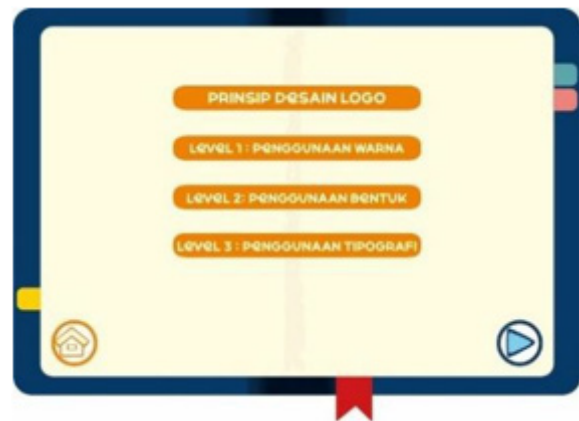 PRINSIP DESAIN LOGO
LEVEL 1 : PENGGUNAAN WARNA
LEVEL 2: PENGGUNAAN BENTUK
LEVEL 3 : PENGGUNAAN TIPOGRAFI